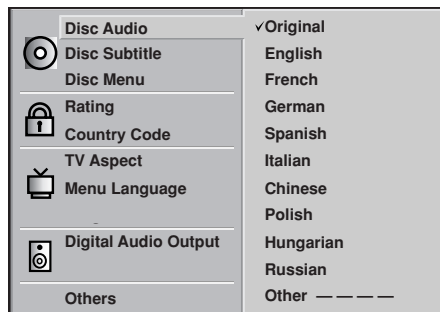 Disc Audio
Disc Subtitle
Disc Menu
Rating
Country Code
TV Aspect
Menu Language
Digital Audio Output
Others
✓Original
English
French
German
Spanish
Italian
Chinese
Polish
Hungarian
Russian
Other — — — —